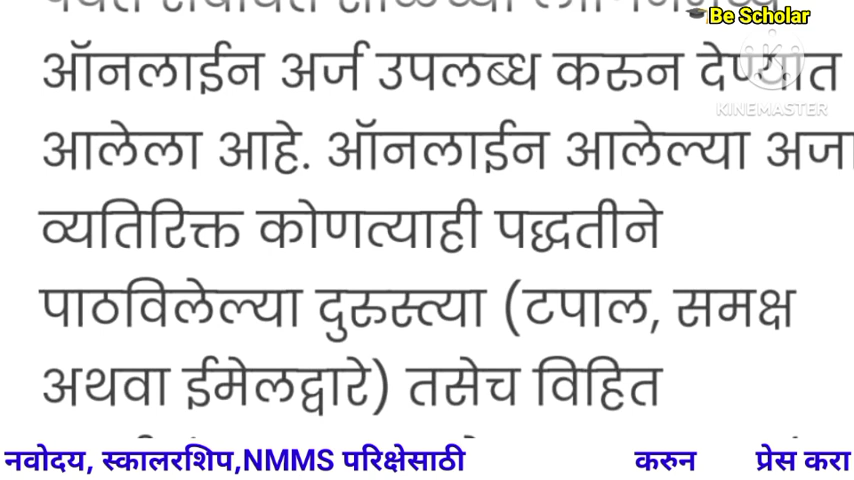 Be Scholar
ऑनलाईन अर्ज उपलब्ध करुन देण्यात
KINEMASTER
आलेला आहे. ऑनलाईन आलेल्या
व्यतिरिक्त कोणत्याही पद्धतीने
पाठविलेल्या दुरुस्त्या (टपाल, समक्ष
अथवा ईमेलद्वारे) तसेच विहित
नवोदय, स्कालरशिप,NMMS परिक्षेसाठी करुन प्रेस करा